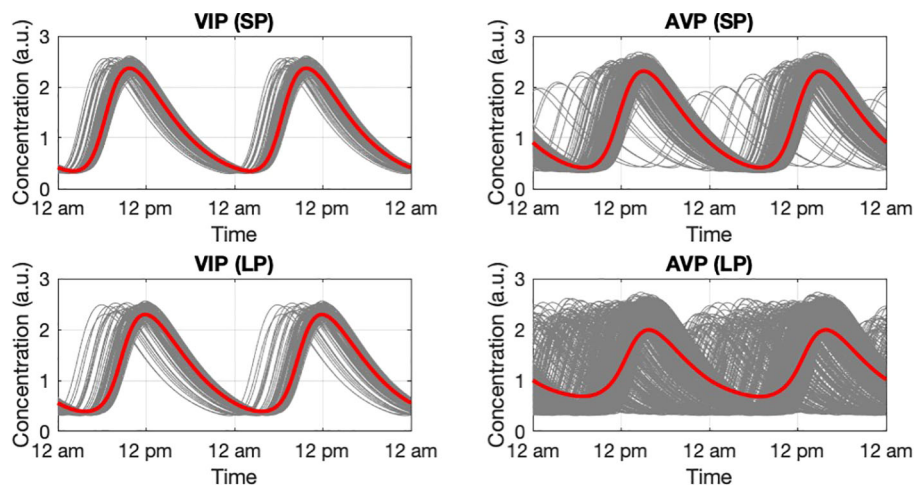 VIP (SP)
Concentration (a.u.)
3
2
1
0
12 am 12 pm 12 am 12 pm 12 am
Time
AVP (SP)
Concentration (a.u.)
3
2
1
0
12 am 12 pm 12 am 12 pm 12 am
Time
VIP (LP)
Concentration (a.u.)
3
2
1
0
12 am 12 pm 12 am 12 pm 12 am
Time
AVP (LP)
Concentration (a.u.)
3
2
1
0
12 am 12 pm 12 am 12 pm 12 am
Time